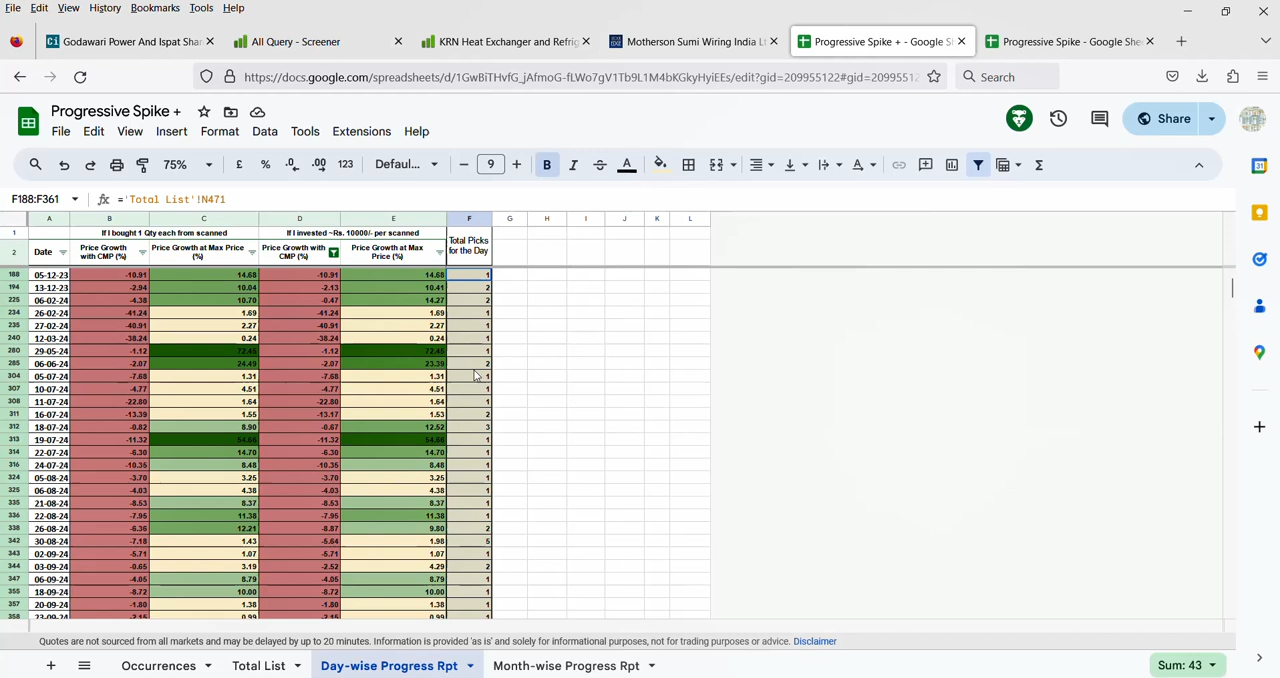 File Edit View History Bookmarks Tools Help
Godawari Power And Ispat Shar
All Query - Screener
KRN Heat Exchanger and Refrig
Motherson Sumi Wiring India Lt
Progressive Spike + - Google S
Progressive Spike - Google She
https://docs.google.com/spreadsheets/d/1GwBiTHvfG_jAfmoG-fLWo7gV1Tb9L1M4bKGkyHyiEEs/edit?gid=209955122#gid=2099551
Search
Progressive Spike +
File Edit View Insert Format Data Tools Extensions Help
Share
75% £ % .0 .00 123 Defaul... 9 B I A Σ
F188:F361 fx ='Total List'!N471
A B C D E F G H I J K L
1 If I bought 1 Qty each from scanned If I invested ~Rs. 10000/- per scanned Total Picks for the Day
2 Date Price Growth with CMP (%) Price Growth at Max Price (%) Price Growth with CMP (%) Price Growth at Max Price (%)
188 05-12-23 -10.91 14.68 -10.91 14.68 1
194 13-12-23 -2.94 10.04 -2.13 10.41 2
225 06-02-24 -4.38 10.70 -0.47 14.27 2
234 26-02-24 -41.24 1.69 -41.24 1.69 1
235 27-02-24 -40.91 2.27 -40.91 2.27 1
240 12-03-24 -38.24 0.24 -38.24 0.24 1
280 29-05-24 -1.12 72.45 -1.12 72.45 1
285 06-06-24 -2.07 24.49 -2.07 23.39 2
304 05-07-24 -7.68 1.31 -7.68 1.31 1
307 10-07-24 -4.77 4.51 -4.77 4.51 1
308 11-07-24 -22.80 1.64 -22.80 1.64 1
311 16-07-24 -13.39 1.55 -13.17 1.53 2
312 18-07-24 -0.82 8.90 -0.67 12.52 3
313 19-07-24 -11.32 54.66 -11.32 54.66 1
314 22-07-24 -6.30 14.70 -6.30 14.70 1
316 24-07-24 -10.35 8.48 -10.35 8.48 1
324 05-08-24 -3.70 3.25 -3.70 3.25 1
325 06-08-24 -4.03 4.38 -4.03 4.38 1
335 21-08-24 -8.53 8.37 -8.53 8.37 1
336 22-08-24 -7.95 11.38 -7.95 11.38 1
338 26-08-24 -6.36 12.21 -8.87 9.80 2
342 30-08-24 -7.18 1.43 -5.64 1.98 5
343 02-09-24 -5.71 1.07 -5.71 1.07 1
344 03-09-24 -0.65 3.19 -2.52 4.29 2
347 06-09-24 -4.05 8.79 -4.05 8.79 1
355 18-09-24 -8.72 10.00 -8.72 10.00 1
357 20-09-24 -1.80 1.38 -1.80 1.38 1
358 23-09-24 -2.15 0.99 -2.15 0.99 1
Quotes are not sourced from all markets and may be delayed by up to 20 minutes. Information is provided 'as is' and solely for informational purposes, not for trading purposes or advice. Disclaimer
Occurrences Total List Day-wise Progress Rpt Month-wise Progress Rpt Sum: 43